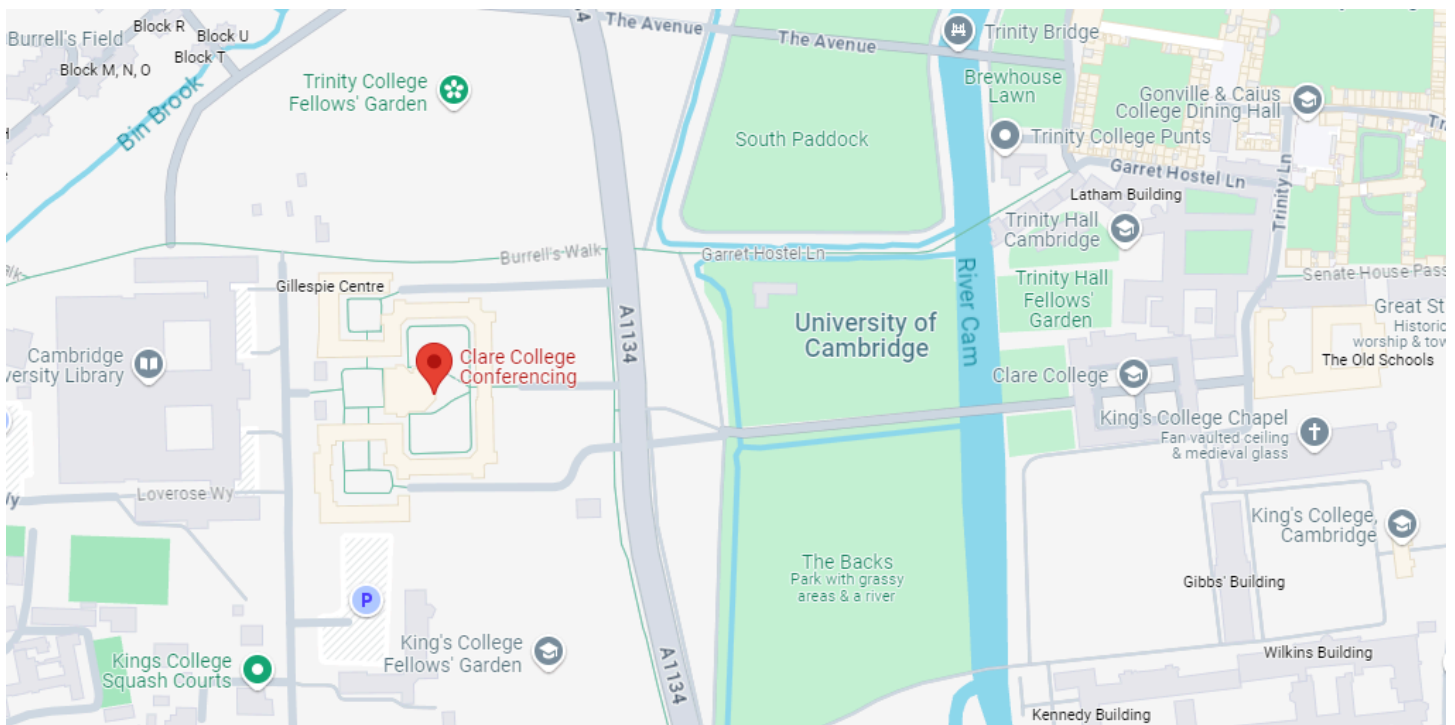 The Avenue
The Avenue
Trinity Bridge
Block R
Block U
Burrell's Field
Block T
Block M, N, O
Trinity College
Fellows' Garden
Bin Brook
Brewhouse
Lawn
Gonville & Caius
College Dining Hall
South Paddock
Trinity College Punts
Garret Hostel Ln
Trinity Ln
Latham Building
Trinity Hall
Cambridge
Burrell's Walk
Garret Hostel Ln
Senate House Pass
Gillespie Centre
A1134
River Cam
Trinity Hall
Fellows'
Garden
University of
Cambridge
Great St
Historic
worship & tow
The Old Schools
Cambridge
versity Library
Clare College
Conferencing
Clare College
King's College Chapel
Fan vaulted ceiling
& medieval glass
Loverose Wy
King's College,
Cambridge
The Backs
Park with grassy
areas & a river
Gibbs' Building
P
King's College
Fellows' Garden
A1134
Kings College
Squash Courts
Wilkins Building
Kennedy Building